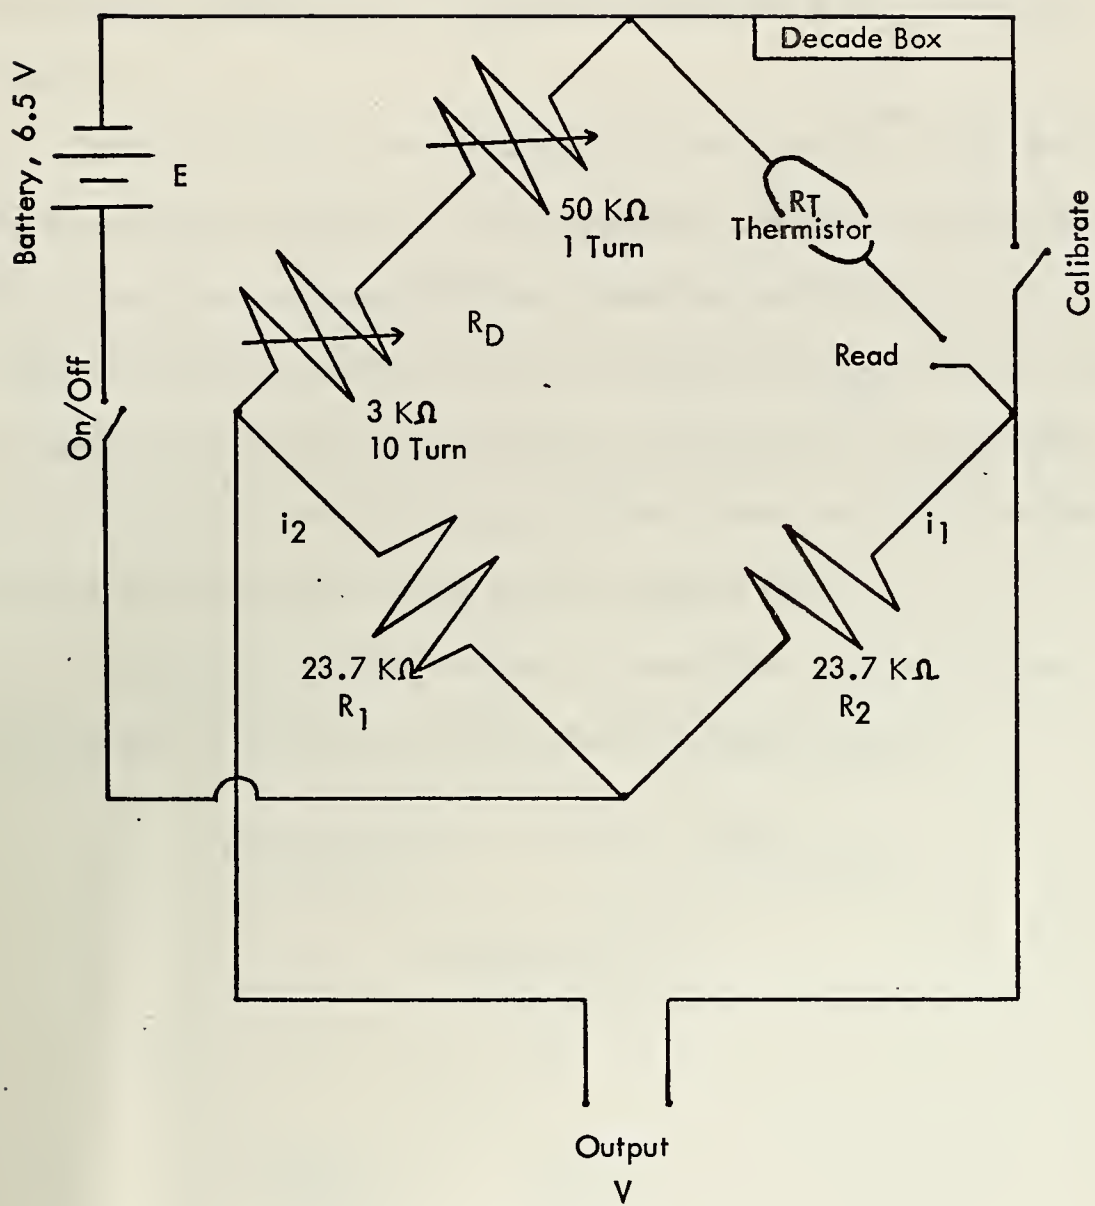 Decade Box
Battery, 6.5 V
E
50 KΩ
1 Turn
RT
Thermistor
Calibrate
RD
Read
On/Off
3 KΩ
10 Turn
i2
i1
23.7 KΩ
R1
23.7 KΩ
R2
Output
V